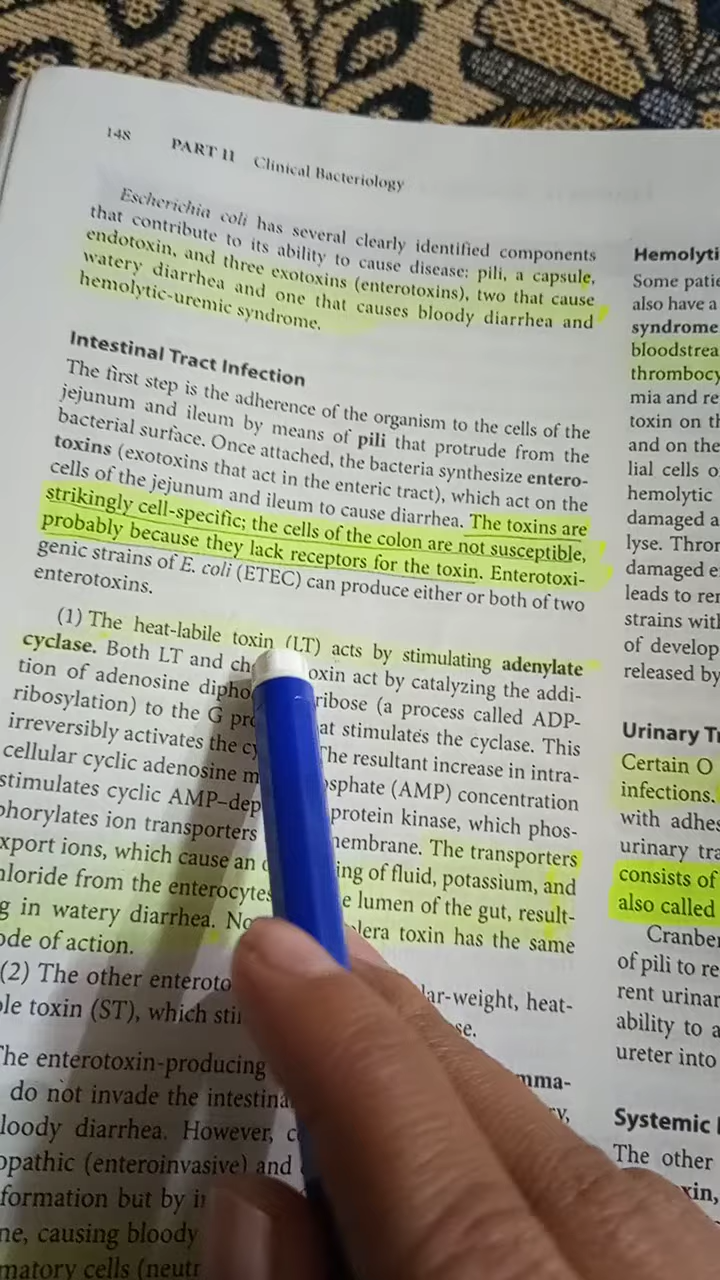 148 PART II Clinical Bacteriology
Escherichia coli has several clearly identified components
that contribute to its ability to cause disease: pili, a capsule,
endotoxin, and three exotoxins (enterotoxins), two that cause
watery diarrhea and one that causes bloody diarrhea and
hemolytic-uremic syndrome.
Intestinal Tract Infection
The first step is the adherence of the organism to the cells of the
jejunum and ileum by means of pili that protrude from the
bacterial surface. Once attached, the bacteria synthesize entero-
toxins (exotoxins that act in the enteric tract), which act on the
cells of the jejunum and ileum to cause diarrhea. The toxins are
strikingly cell-specific; the cells of the colon are not susceptible,
probably because they lack receptors for the toxin. Enterotoxi-
genic strains of E. coli (ETEC) can produce either or both of two
enterotoxins.
(1) The heat-labile toxin (LT) acts by stimulating adenylate
cyclase. Both LT and ch oxin act by catalyzing the addi-
tion of adenosine dipho ribose (a process called ADP-
ribosylation) to the G pr at stimulates the cyclase. This
irreversibly activates the cy The resultant increase in intra-
cellular cyclic adenosine m sphate (AMP) concentration
stimulates cyclic AMP–dep protein kinase, which phos-
phorylates ion transporters membrane. The transporters
xport ions, which cause an ing of fluid, potassium, and
hloride from the enterocytes e lumen of the gut, result-
g in watery diarrhea. No lera toxin has the same
ode of action.
(2) The other enteroto lar-weight, heat-
le toxin (ST), which sti se.
The enterotoxin-producing mma-
do not invade the intestina ry,
loody diarrhea. However, c
opathic (enteroinvasive) and
formation but by i
ne, causing bloody
matory cells (neutr
Hemolyti
Some patie
also have a
syndrome
bloodstrea
thrombocy
mia and re
toxin on th
and on the
lial cells o
hemolytic
damaged a
lyse. Thror
damaged e
leads to re
strains with
of develop
released by
Urinary Tr
Certain O
infections.
with adhes
urinary tra
consists of
also called
Cranber
of pili to re
rent urinar
ability to a
ureter into
Systemic
The other
xin,